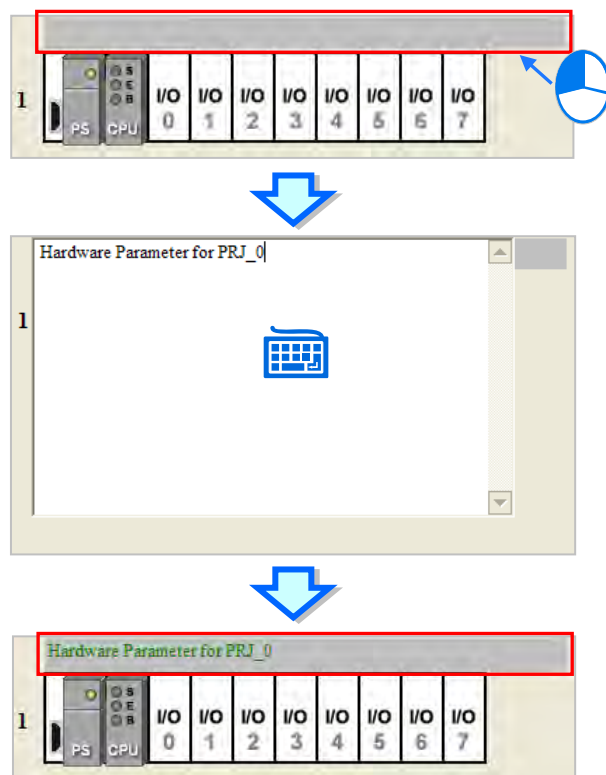 S
E
B
1
PS CPU
I/O I/O I/O I/O I/O I/O I/O I/O
0 1 2 3 4 5 6 7
Hardware Parameter for PRJ_0
1
Hardware Parameter for PRJ_0
S
E
B
1
PS CPU
I/O I/O I/O I/O I/O I/O I/O I/O
0 1 2 3 4 5 6 7